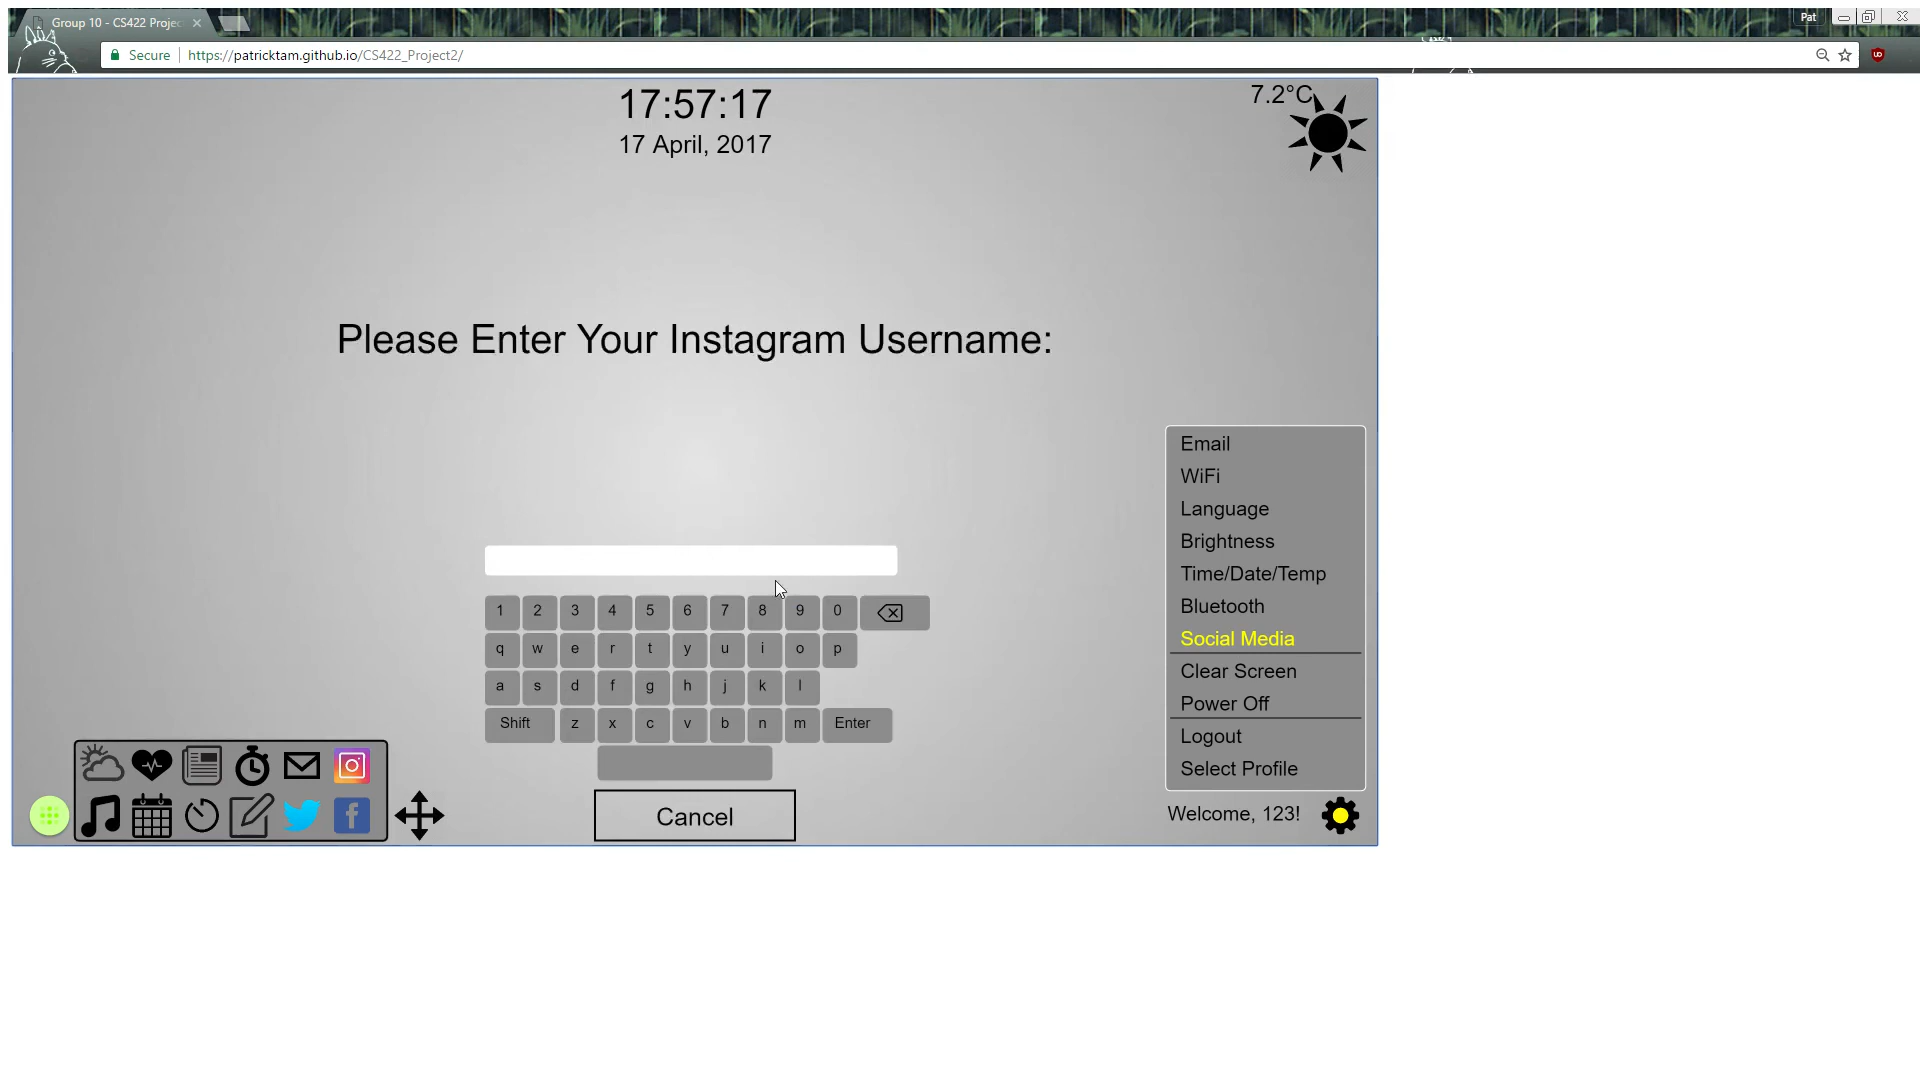 Group 10 - CS422 Projec
Pat
Secure
https://patricktam.github.io/CS422_Project2/
17:57:17
17 April, 2017
7.2°C
Please Enter Your Instagram Username:
1 2 3 4 5 6 7 8 9 0
q w e r t y u i o p
a s d f g h j k l
Shift z x c v b n m Enter
Cancel
Email
WiFi
Language
Brightness
Time/Date/Temp
Bluetooth
Social Media
Clear Screen
Power Off
Logout
Select Profile
Welcome, 123!